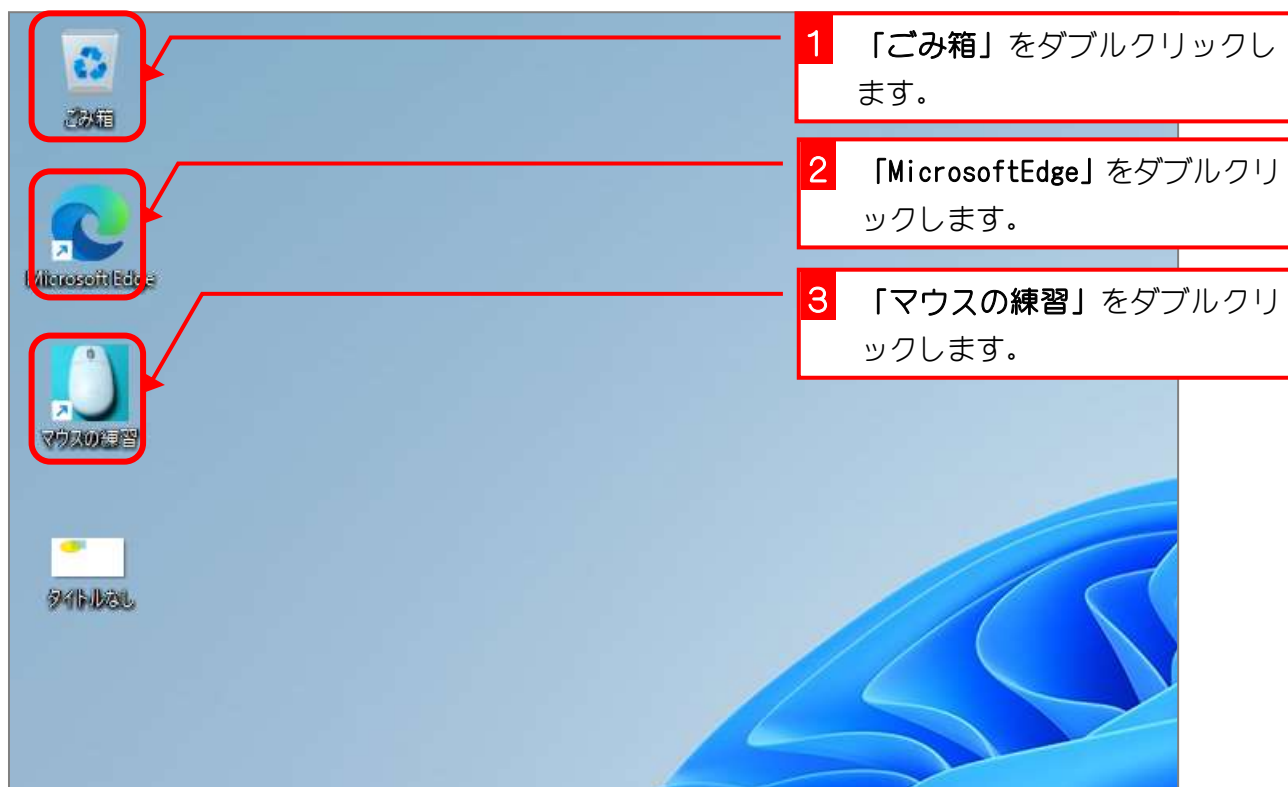 ごみ箱
1 「ごみ箱」をダブルクリックし
ます。
Microsoft Edge
2 「MicrosoftEdge」をダブルクリ
ックします。
マウスの練習
3 「マウスの練習」をダブルクリ
ックします。
タイトルなし